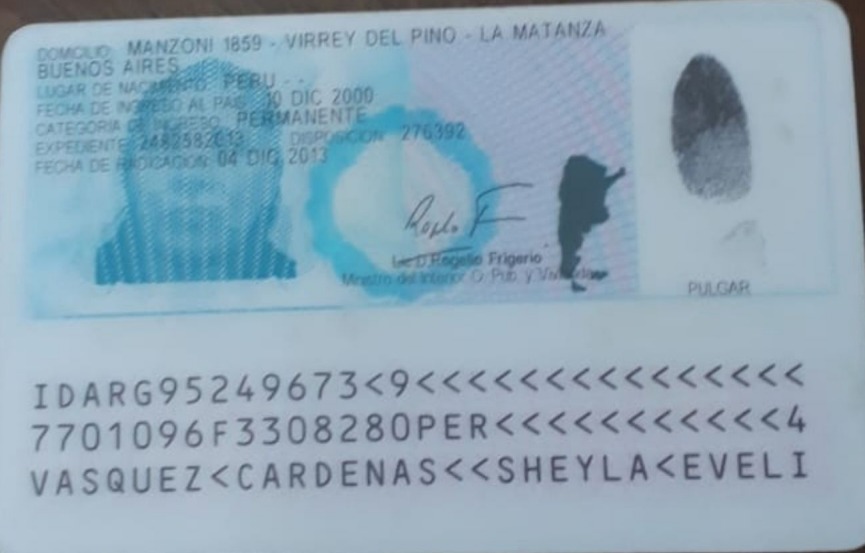 DOMICILIO: MANZONI 1859 - VIRREY DEL PINO - LA MATANZA
BUENOS AIRES
LUGAR DE NACIMIENTO: PERU - -
FECHA DE INGRESO AL PAIS: 10 DIC 2000
CATEGORIA DE INGRESO: PERMANENTE
EXPEDIENTE: DISPOSICION: 276392
FECHA DE RADICACION: 04 DIC 2013
Lic D Rogelio Frigerio
Ministro del Interior O. Pub. y Vivienda
PULGAR
IDARG95249673<9<<<<<<<<<<<<<<<
7701096F3308280PER<<<<<<<<<<<4
VASQUEZ<CARDENAS<<SHEYLA<EVELI